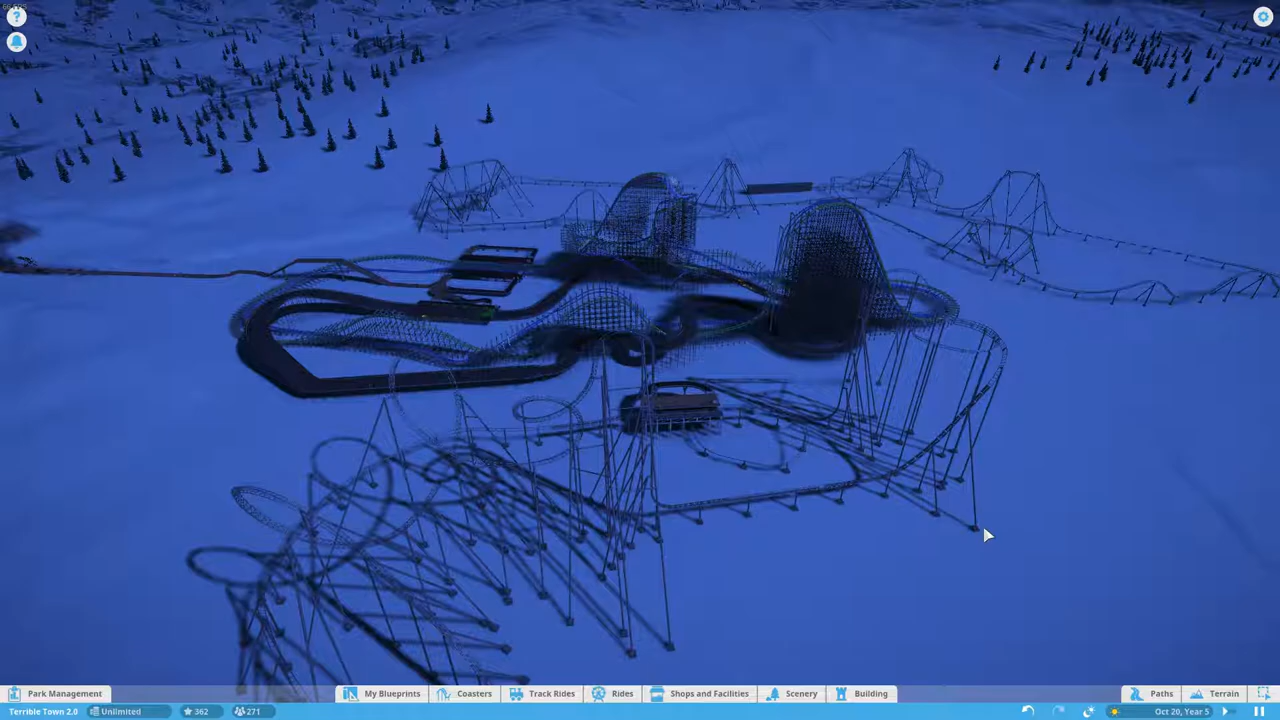 ?
Park Management
My Blueprints
Coasters
Track Rides
Rides
Shops and Facilities
Scenery
Building
Paths
Terrain
Terrible Town 2.0
Unlimited
362
271
Oct 20, Year 5